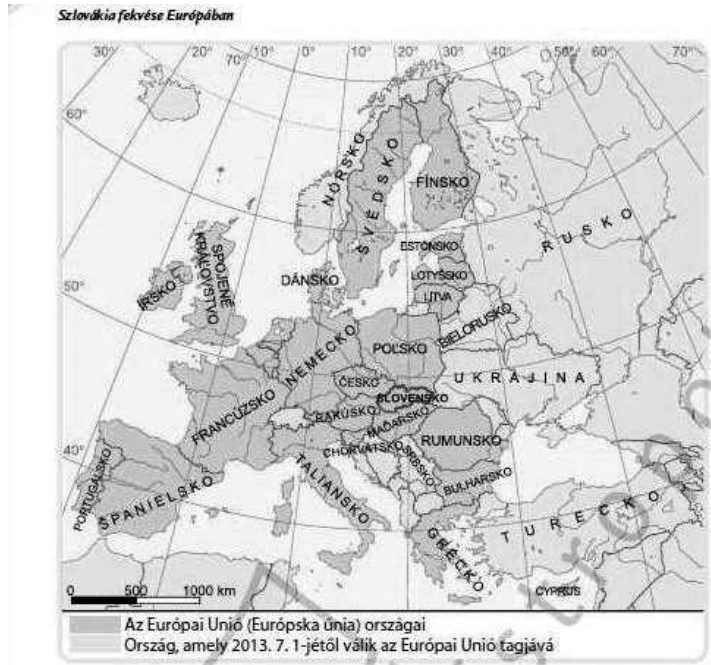 Szlovákia fekvése Európában
30° 20° 70° 10° 0° 10° 20° 30° 70° 50° 60° 70°
60°
50°
40°
NÓRSKO
ŠVÉDSKO
FÍNSKO
RUSKO
ESTÓNSKO
LOTYŠSKO
LITVA
SPOJENÉ
KRÁĽOVSTVO
ÍRSKO
DÁNSKO
BIELORUSKO
NEMECKO
POĽSKO
UKRAJINA
ČESKO
SLOVENSKO
FRANCÚZSKO
RAKÚSKO
MAĎARSKO
RUMUNSKO
CHORVÁTSKO
SRBSKO
BULHARSKO
PORTUGALSKO
ŠPANIELSKO
TALIANSKO
GRÉCKO
TURECKO
CYPRUS
0 500 1000 km
Az Európai Unió (Európska únia) országai
Ország, amely 2013. 7. 1-jétől válik az Európai Unió tagjává